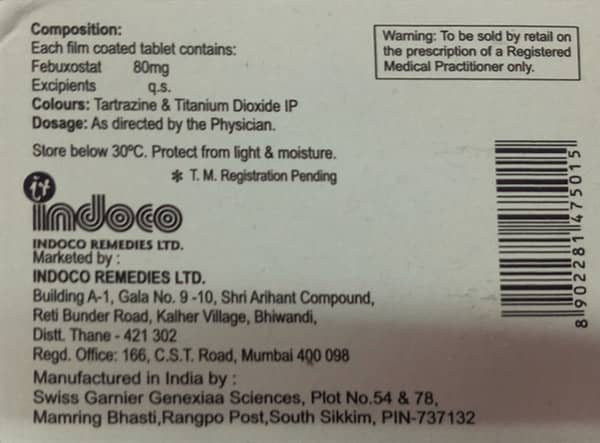 Composition:
Each film coated tablet contains:
Febuxostat 80mg
Excipients q.s.
Colours: Tartrazine & Titanium Dioxide IP
Dosage: As directed by the Physician.
Store below 30°C. Protect from light & moisture.
* T. M. Registration Pending
Warning: To be sold by retail on
the prescription of a Registered
Medical Practitioner only.
indoco
INDOCO REMEDIES LTD.
Marketed by :
INDOCO REMEDIES LTD.
Building A-1, Gala No. 9 -10, Shri Arihant Compound,
Reti Bunder Road, Kalher Village, Bhiwandi,
Distt. Thane - 421 302
Regd. Office: 166, C.S.T. Road, Mumbai 400 098
Manufactured in India by :
Swiss Garnier Genexiaa Sciences, Plot No.54 & 78,
Mamring Bhasti,Rangpo Post,South Sikkim, PIN-737132
8 902281 475015